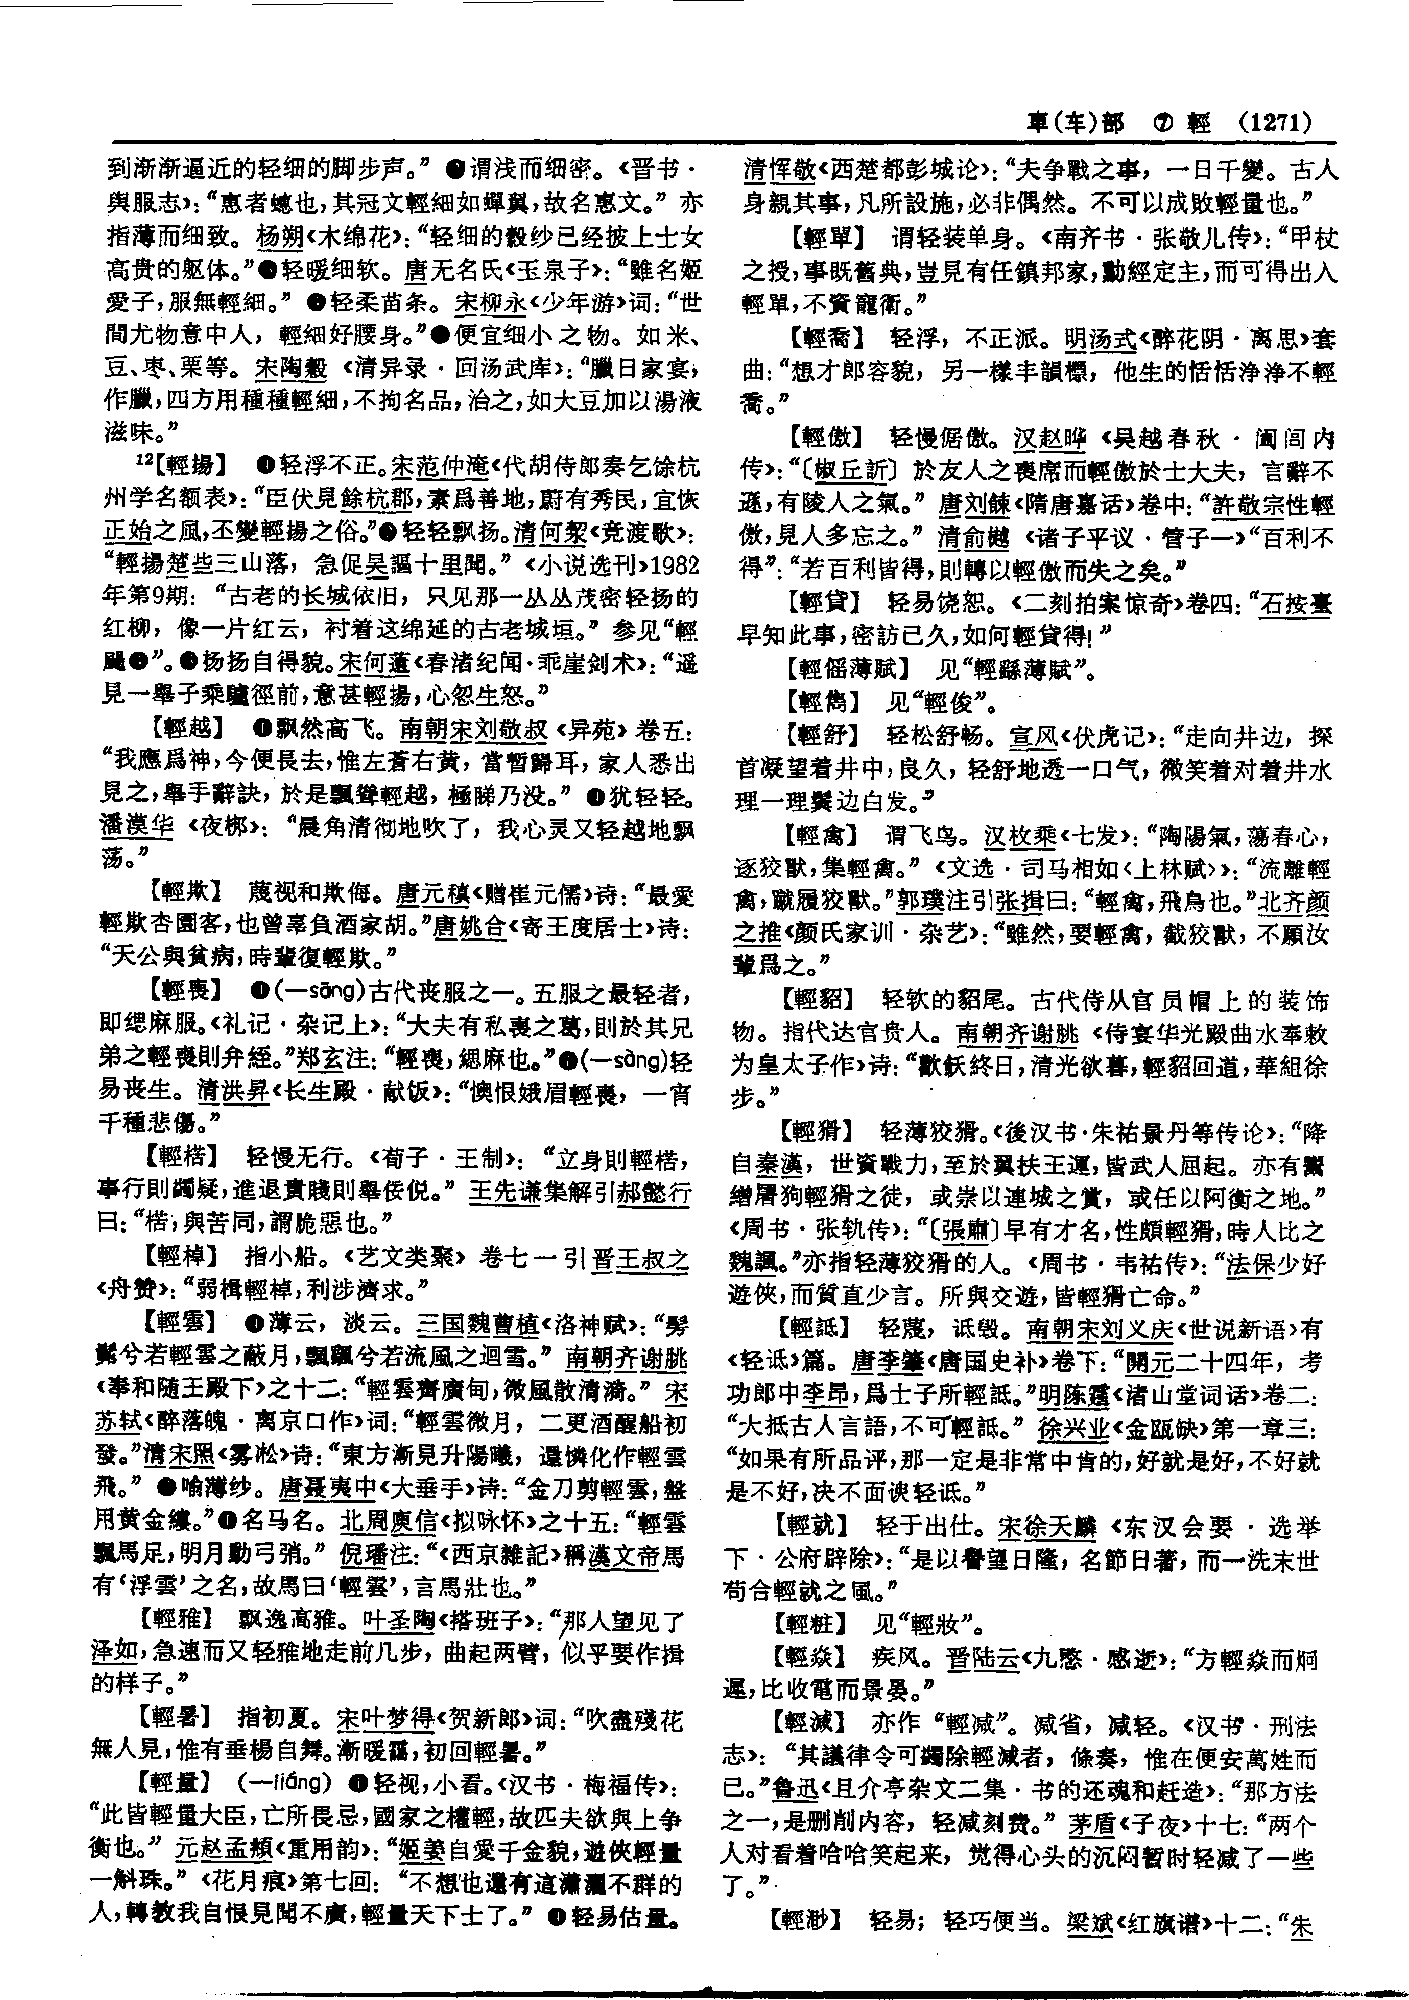 車(车)部 ⑦ 輕 (1271)
到渐渐逼近的轻细的脚步声。” ❷谓浅而细密。《晋书·
舆服志》：“惠者蟪也，其冠文輕細如蟬翼，故名惠文。”亦
指薄而细致。杨朔《木绵花》：“轻细的縠纱已经披上士女
高贵的躯体。”❸轻暖细软。唐无名氏《玉泉子》：“雖名姬
愛子，服無輕細。” ❹轻柔苗条。宋柳永《少年游》词：“世
間尤物意中人，輕細好腰身。”❺便宜细小之物。如米、
豆、枣、栗等。宋陶穀《清异录·回汤武库》：“臘日家宴，
作臘，四方用種種輕細，不拘名品，治之，如大豆加以湯液
滋味。”
12【輕揚】 ❶轻浮不正。宋范仲淹《代胡侍郎奏乞馀杭
州学名额表》：“臣伏見餘杭郡，素爲善地，蔚有秀民，宜恢
正始之風，丕變輕揚之俗。”❷轻轻飘扬。清何絜《竞渡歌》：
“輕揚楚些三山落，急促吴謳十里聞。”《小说选刊》1982
年第9期：“古老的长城依旧，只见那一丛丛茂密轻扬的
红柳，像一片红云，衬着这绵延的古老城垣。”参见“輕
颺❶”。❸扬扬自得貌。宋何薳《春渚纪闻·乖崖剑术》：“遥
見一舉子乘驢徑前，意甚輕揚，心忽生怒。”
【輕越】 ❶飘然高飞。南朝宋刘敬叔《异苑》卷五：
“我應爲神，今便長去，惟左蒼右黄，當暫歸耳，家人悉出
見之，舉手辭訣，於是飄聳輕越，極睇乃没。” ❷犹轻轻。
潘漠华《夜梆》：“晨角清彻地吹了，我心灵又轻越地飘
荡。”
【輕欺】 蔑视和欺侮。唐元稹《赠崔元儒》诗：“最愛
輕欺杏園客，也曾辜負酒家胡。”唐姚合《寄王度居士》诗：
“天公與貧病，時輩復輕欺。”
【輕喪】 ❶(一sāng)古代丧服之一。五服之最轻者，
即缌麻服。《礼记·杂记上》：“大夫有私喪之葛，則於其兄
弟之輕喪則弁絰。”郑玄注：“輕喪，緦麻也。”❷(一sàng)轻
易丧生。清洪昇《长生殿·献饭》：“懊恨娥眉輕喪，一宵
千種悲傷。”
【輕楛】 轻慢无行。《荀子·王制》：“立身則輕楛，
事行則蠲疑，進退貴賤則舉佞侻。”王先谦集解引郝懿行
曰：“楛，與苦同，謂脆惡也。”
【輕棹】 指小船。《艺文类聚》卷七一引晋王叔之
《舟赞》：“弱楫輕棹，利涉濟求。”
【輕雲】 ❶薄云，淡云。三国魏曹植《洛神赋》：“髣
髴兮若輕雲之蔽月，飄飖兮若流風之迴雪。”南朝齐谢朓
《奉和随王殿下》之十二：“輕雲霽廣甸，微風散清漪。”宋
苏轼《醉落魄·离京口作》词：“輕雲微月，二更酒醒船初
發。”清宋照《雾凇》诗：“東方漸見升陽曦，還憐化作輕雲
飛。” ❷喻薄纱。唐聂夷中《大垂手》诗：“金刀剪輕雲，盤
用黄金縷。”❸名马名。北周庾信《拟咏怀》之十五：“輕雲
飄馬足，明月動弓弰。”倪璠注：“《西京雜記》稱漢文帝馬
有‘浮雲’之名，故馬曰‘輕雲’，言馬壯也。”
【輕雅】 飘逸高雅。叶圣陶《搭班子》：“那人望见了
泽如，急速而又轻雅地走前几步，曲起两臂，似乎要作揖
的样子。”
【輕暑】 指初夏。宋叶梦得《贺新郎》词：“吹盡殘花
無人見，惟有垂楊自舞。漸暖靄，初回輕暑。”
【輕量】 (一liáng) ❶轻视，小看。《汉书·梅福传》：
“此皆輕量大臣，亡所畏忌，國家之權輕，故匹夫欲與上争
衡也。”元赵孟頫《重用韵》：“姬姜自愛千金貌，遊俠輕量
一斛珠。”《花月痕》第七回：“不想也還有這瀟灑不群的
人，轉教我自恨見聞不廣，輕量天下士了。” ❷轻易估量。
清恽敬《西楚都彭城论》：“夫争戰之事，一日千變。古人
身親其事，凡所設施，必非偶然。不可以成敗輕量也。”
【輕單】 谓轻装单身。《南齐书·张敬儿传》：“甲杖
之授，事既舊典，豈見有任鎮邦家，勳經定主，而可得出入
輕單，不資寵衛。”
【輕喬】 轻浮，不正派。明汤式《醉花阴·离思》套
曲：“想才郎容貌，另一樣丰韻標，他生的恬恬净净不輕
喬。”
【輕傲】 轻慢倨傲。汉赵晔《吴越春秋·阖闾内
传》：“〔椒丘訢〕於友人之喪席而輕傲於士大夫，言辭不
遜，有陵人之氣。”唐刘餗《隋唐嘉话》卷中：“許敬宗性輕
傲，見人多忘之。”清俞樾《诸子平议·管子一》“百利不
得”：“若百利皆得，則轉以輕傲而失之矣。”
【輕貸】 轻易饶恕。《二刻拍案惊奇》卷四：“石按臺
早知此事，密訪已久，如何輕貸得！”
【輕傜薄賦】 见“輕繇薄賦”。
【輕雋】 见“輕俊”。
【輕舒】 轻松舒畅。宣风《伏虎记》：“走向井边，探
首凝望着井中，良久，轻舒地透一口气，微笑着对着井水
理一理鬓边白发。”
【輕禽】 谓飞鸟。汉枚乘《七发》：“陶陽氣，蕩春心，
逐狡獸，集輕禽。”《文选·司马相如〈上林赋〉》：“流離輕
禽，蹴履狡獸。”郭璞注引张揖曰：“輕禽，飛鳥也。”北齐颜
之推《颜氏家训·杂艺》：“雖然，要輕禽，截狡獸，不願汝
輩爲之。”
【輕貂】 轻软的貂尾。古代侍从官员帽上的装饰
物。指代达官贵人。南朝齐谢朓《侍宴华光殿曲水奉敕
为皇太子作》诗：“歡飫終日，清光欲暮，輕貂回道，華組徐
步。”
【輕猾】 轻薄狡猾。《後汉书·朱祐景丹等传论》：“降
自秦漢，世資戰力，至於翼扶王運，皆武人屈起。亦有鬻
繒屠狗輕猾之徒，或崇以連城之賞，或任以阿衡之地。”
《周书·张轨传》：“〔張肅〕早有才名，性頗輕猾，時人比之
魏諷。”亦指轻薄狡猾的人。《周书·韦祐传》：“法保少好
遊俠，而質直少言。所與交遊，皆輕猾亡命。”
【輕詆】 轻蔑，诋毁。南朝宋刘义庆《世说新语》有
《轻诋》篇。唐李肇《唐国史补》卷下：“開元二十四年，考
功郎中李昂，爲士子所輕詆。”明陈霆《渚山堂词话》卷二：
“大抵古人言語，不可輕詆。”徐兴业《金瓯缺》第一章三：
“如果有所品评，那一定是非常中肯的，好就是好，不好就
是不好，决不面谀轻诋。”
【輕就】 轻于出仕。宋徐天麟《东汉会要·选举
下·公府辟除》：“是以譽望日隆，名節日著，而一洗末世
苟合輕就之風。”
【輕粧】 见“輕妝”。
【輕焱】 疾风。晋陆云《九愍·感逝》：“方輕焱而炯
遲，比收電而景晏。”
【輕減】 亦作“輕减”。减省，减轻。《汉书·刑法
志》：“其議律令可蠲除輕減者，條奏，惟在便安萬姓而
已。”鲁迅《且介亭杂文二集·书的还魂和赶造》：“那方法
之一，是删削内容，轻减刻费。”茅盾《子夜》十七：“两个
人对看着哈哈笑起来，觉得心头的沉闷暂时轻减了一些
了。”
【輕渺】 轻易；轻巧便当。梁斌《红旗谱》十二：“朱